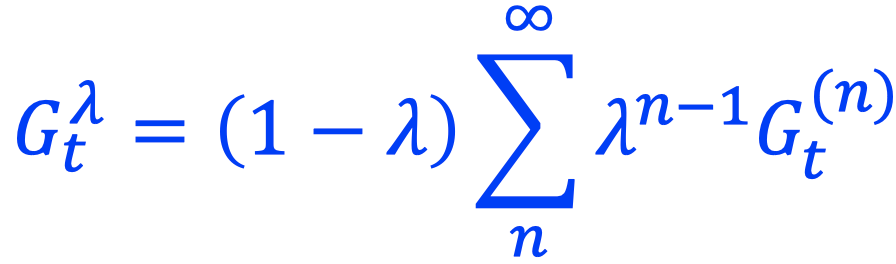 G_t^λ = (1 − λ) ∑_n^∞ λ^{n−1} G_t^{(n)}